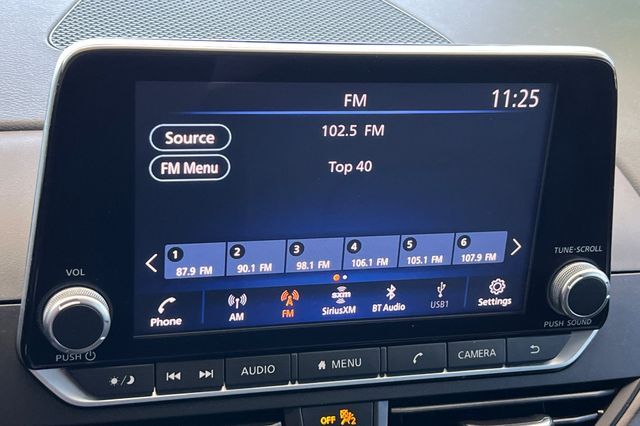 FM
11:25
Source
102.5 FM
FM Menu
Top 40
1 2 3 4 5 6
87.9 FM 90.1 FM 98.1 FM 106.1 FM 105.1 FM 107.9 FM
Phone AM FM SiriusXM BT Audio USB1 Settings
sxm
VOL
PUSH
TUNE·SCROLL
PUSH SOUND
AUDIO MENU CAMERA
OFF 2